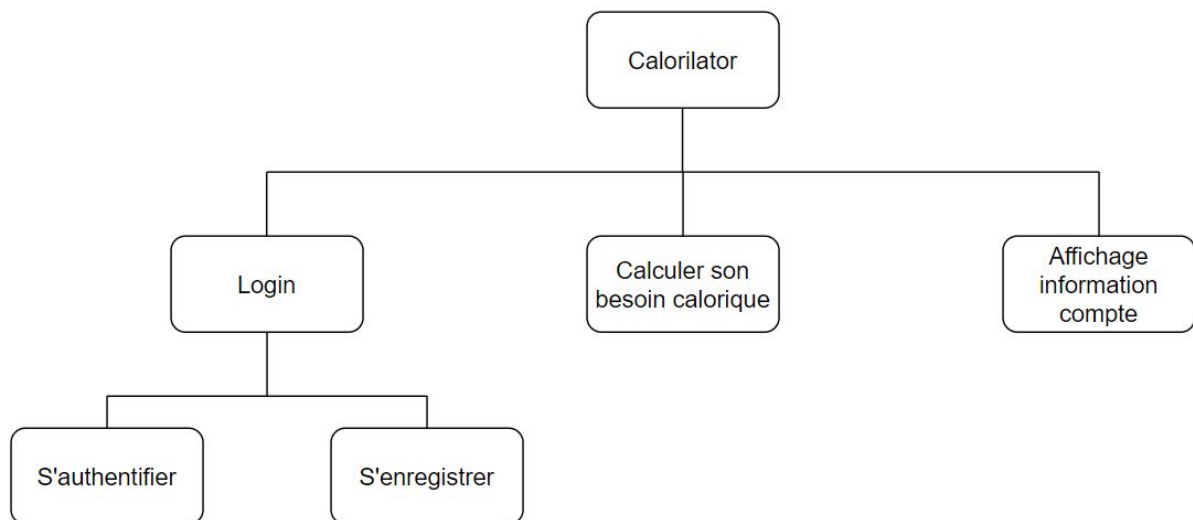 Calorilator
Login
Calculer son
besoin calorique
Affichage
information
compte
S'authentifier
S'enregistrer